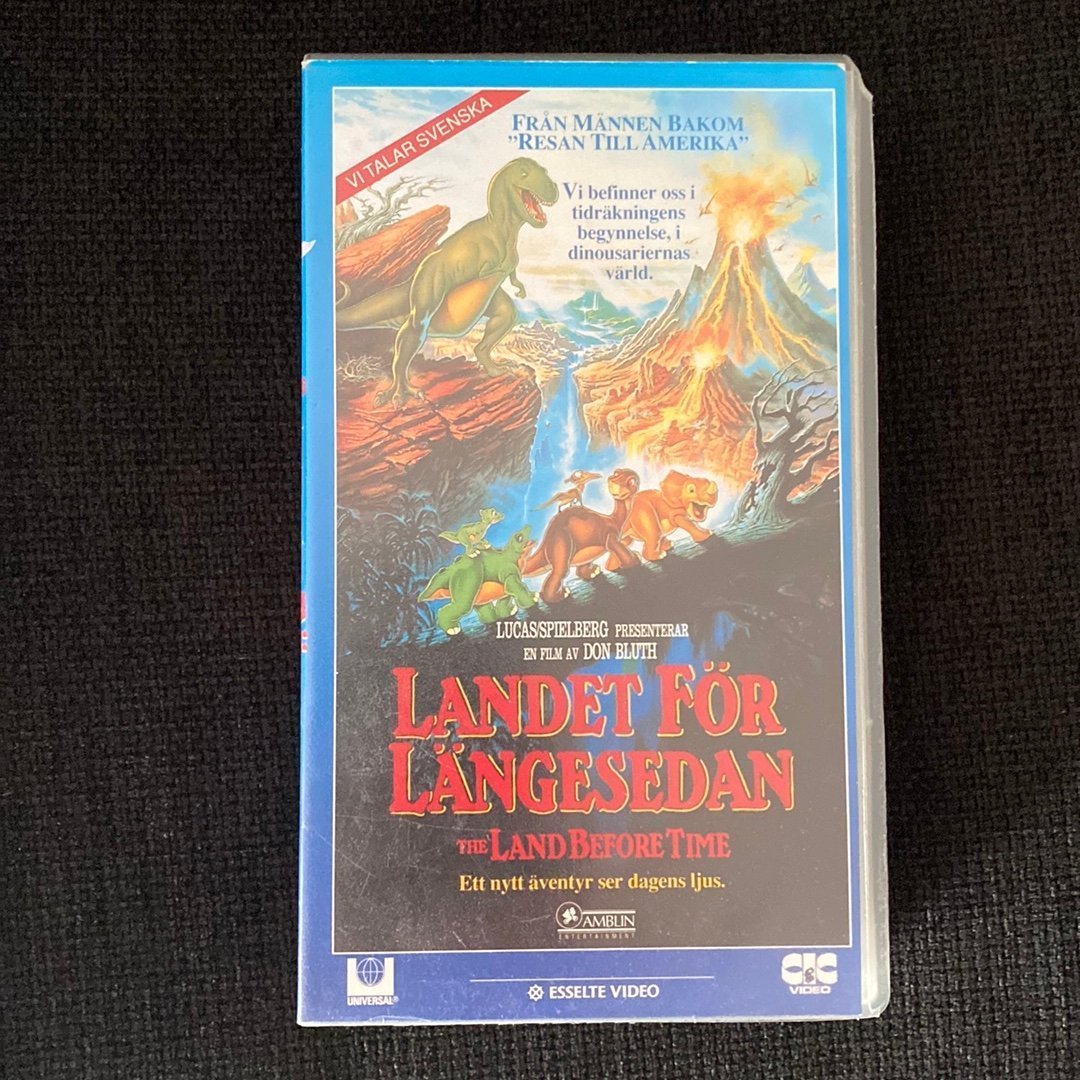 VI TALAR SVENSKA
FRÅN MÄNNEN BAKOM
"RESAN TILL AMERIKA"
Vi befinner oss i
tidräkningens
begynnelse, i
dinousariernas
värld.
LUCAS/SPIELBERG PRESENTERAR
EN FILM AV DON BLUTH
LANDET FÖR
LÄNGESEDAN
THE LAND BEFORE TIME
Ett nytt äventyr ser dagens ljus.
AMBLIN
ENTERTAINMENT
UNIVERSAL®
ESSELTE VIDEO
CIC
VIDEO